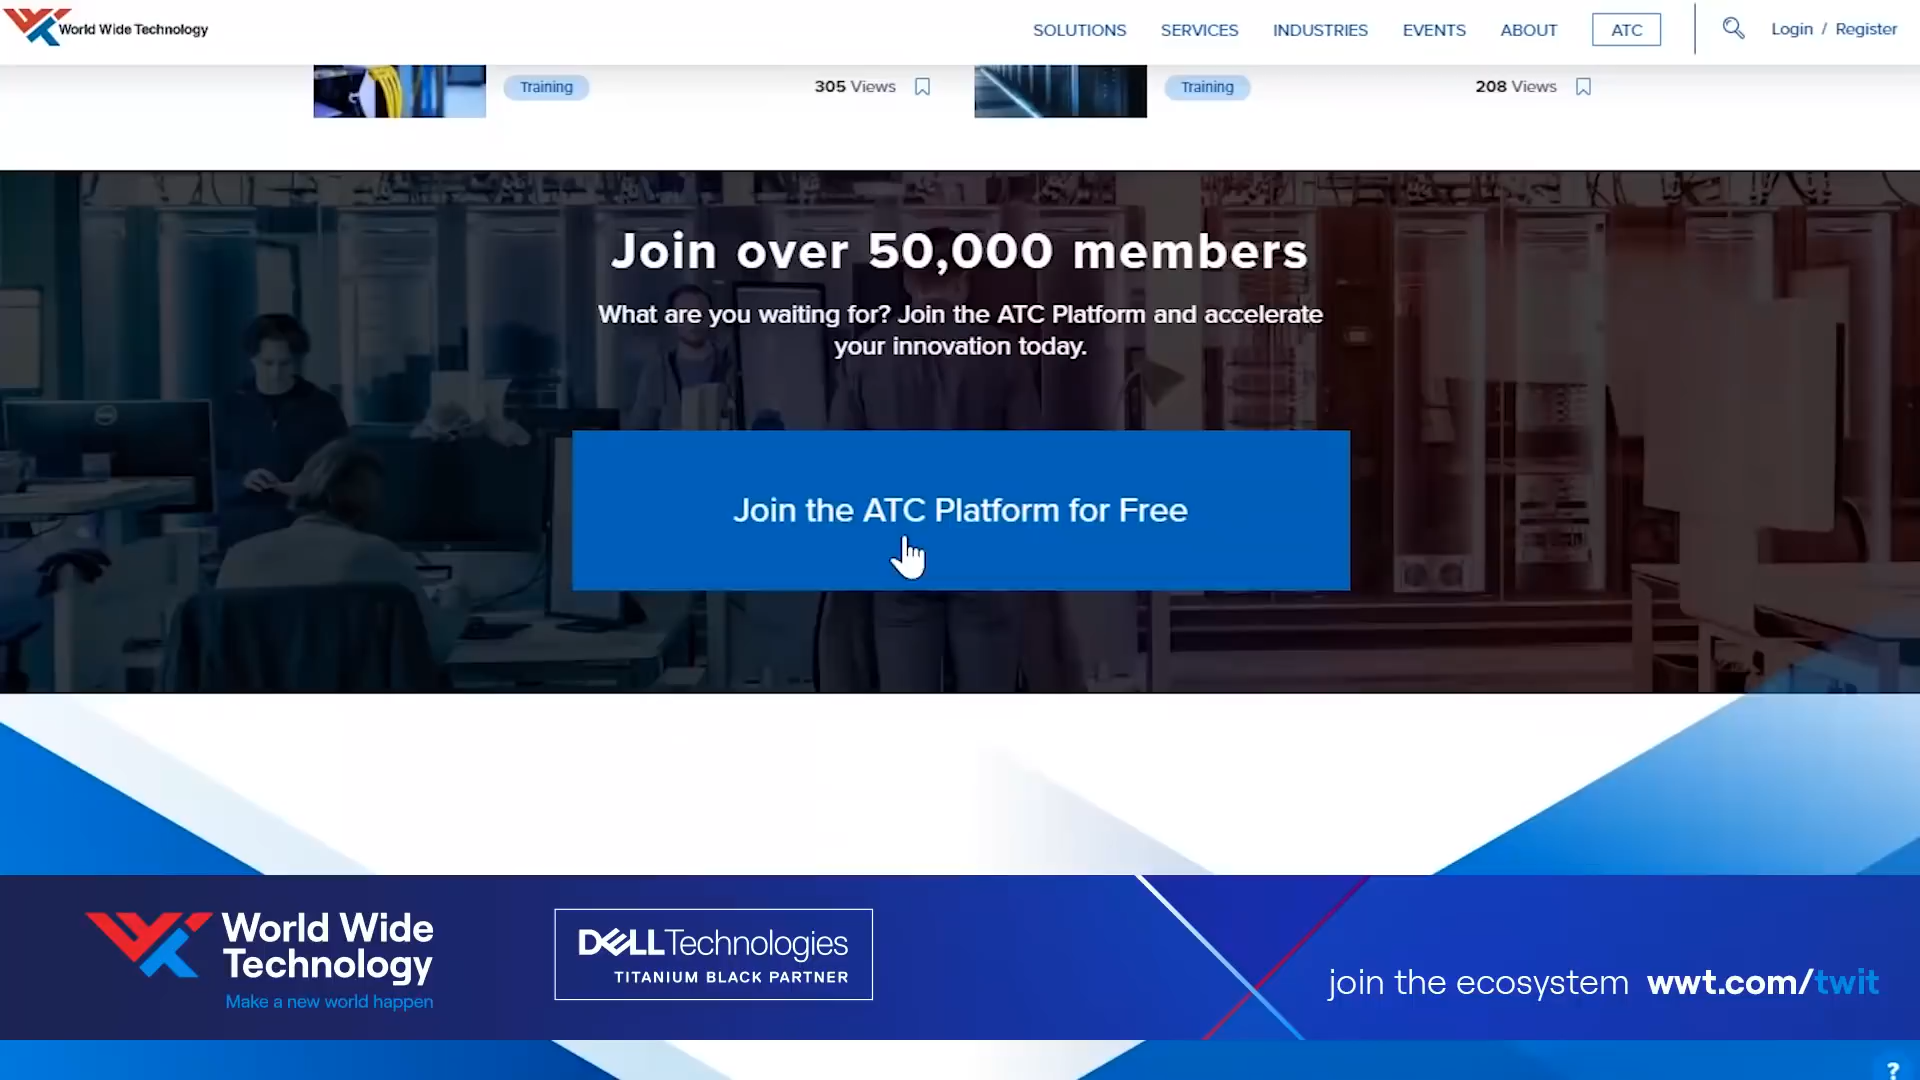 World Wide Technology
SOLUTIONS SERVICES INDUSTRIES EVENTS ABOUT ATC Login / Register
Training 305 Views Training 208 Views
Join over 50,000 members
What are you waiting for? Join the ATC Platform and accelerate
your innovation today.
Join the ATC Platform for Free
World Wide
Technology
Make a new world happen
DELLTechnologies
TITANIUM BLACK PARTNER
join the ecosystem wwt.com/twit
?